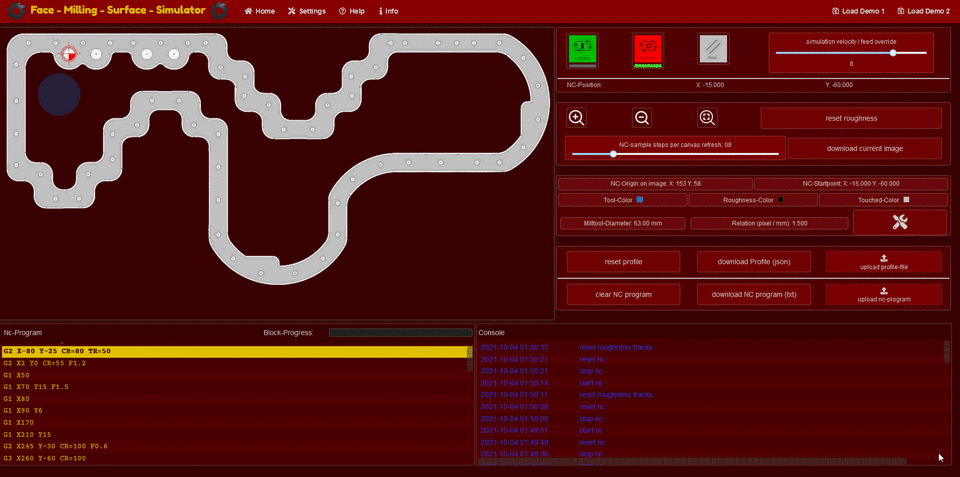 Face - Milling - Surface - Simulator
Home
Settings
Help
Info
Load Demo 1
Load Demo 2
simulation velocity / feed override
8
NC-Position:
X: -15.000
Y: -60.000
reset roughness
NC-sample steps per canvas refresh: 08
download current image
NC-Origin on image: X: 153 Y: 58
NC-Startpoint: X: -15.000 Y: -60.000
Tool-Color
Roughness-Color
Touched-Color
Milltool-Diameter: 63.00 mm
Relation (pixel / mm): 1.500
reset profile
download Profile (json)
upload profile-file
clear NC program
download NC program (txt)
upload nc-program
Nc-Program
Block-Progress:
G2 X-80 Y-25 CR=80 TR=50
G2 X2 Y0 CR=55 F1.2
G1 X50
G1 X70 Y15 F1.5
G1 X80
G1 X90 Y6
G1 X170
G1 X210 Y15
G2 X245 Y-30 CR=100 F0.6
G3 X260 Y-60 CR=100
Console
2021-10-04 01:50:33 reset roughness tracks
2021-10-04 01:50:21 reset nc
2021-10-04 01:50:21 stop nc
2021-10-04 01:50:14 start nc
2021-10-04 01:50:11 reset roughness tracks
2021-10-04 01:50:08 reset nc
2021-10-04 01:50:08 stop nc
2021-10-04 01:49:51 start nc
2021-10-04 01:49:49 reset nc
2021-10-04 01:49:36 stop nc